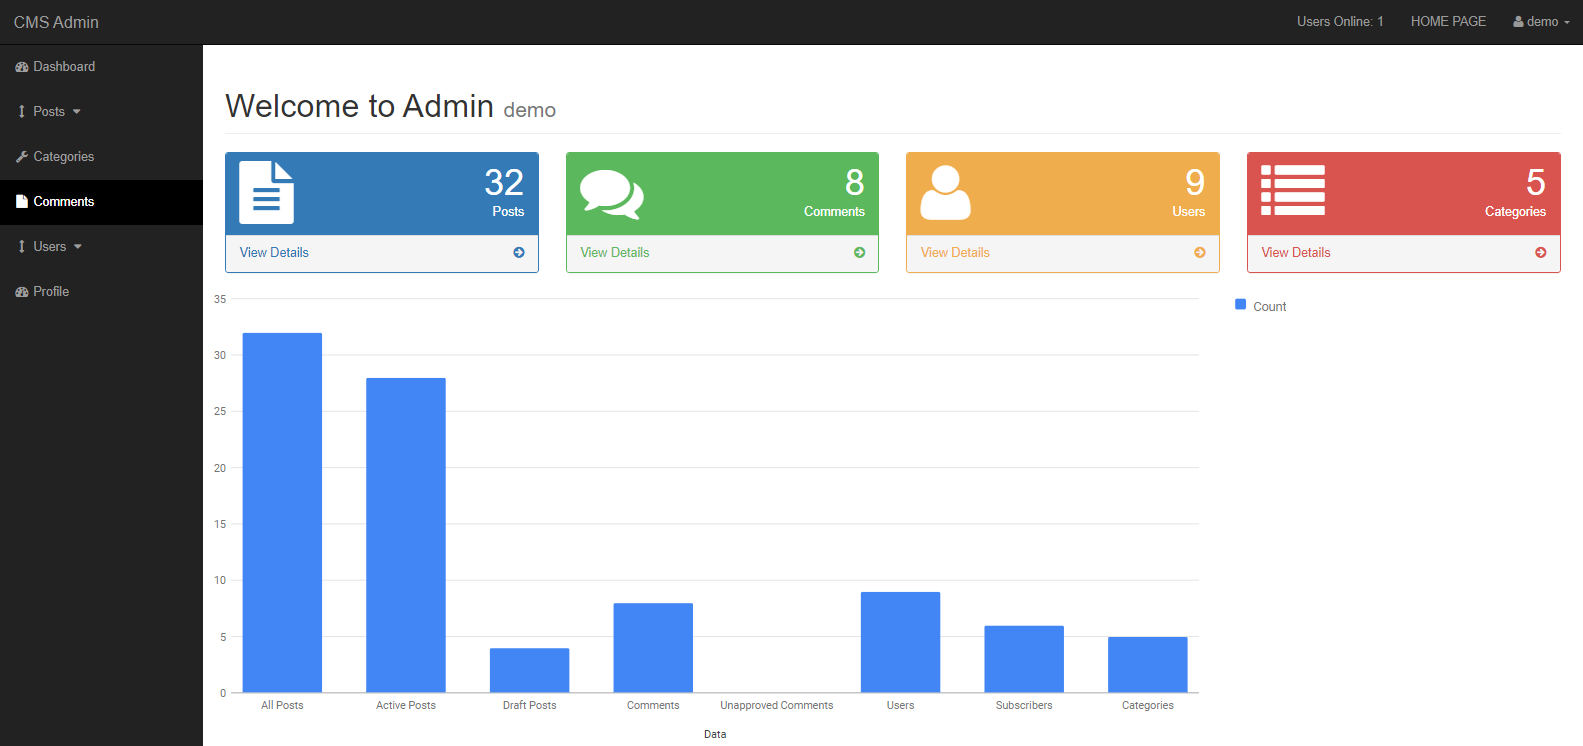 CMS Admin
Users Online: 1
HOME PAGE
demo
Dashboard
Posts
Categories
Comments
Users
Profile
Welcome to Admin demo
32
Posts
View Details
8
Comments
View Details
9
Users
View Details
5
Categories
View Details
35
30
25
20
15
10
5
0
All Posts
Active Posts
Draft Posts
Comments
Unapproved Comments
Users
Subscribers
Categories
Data
Count